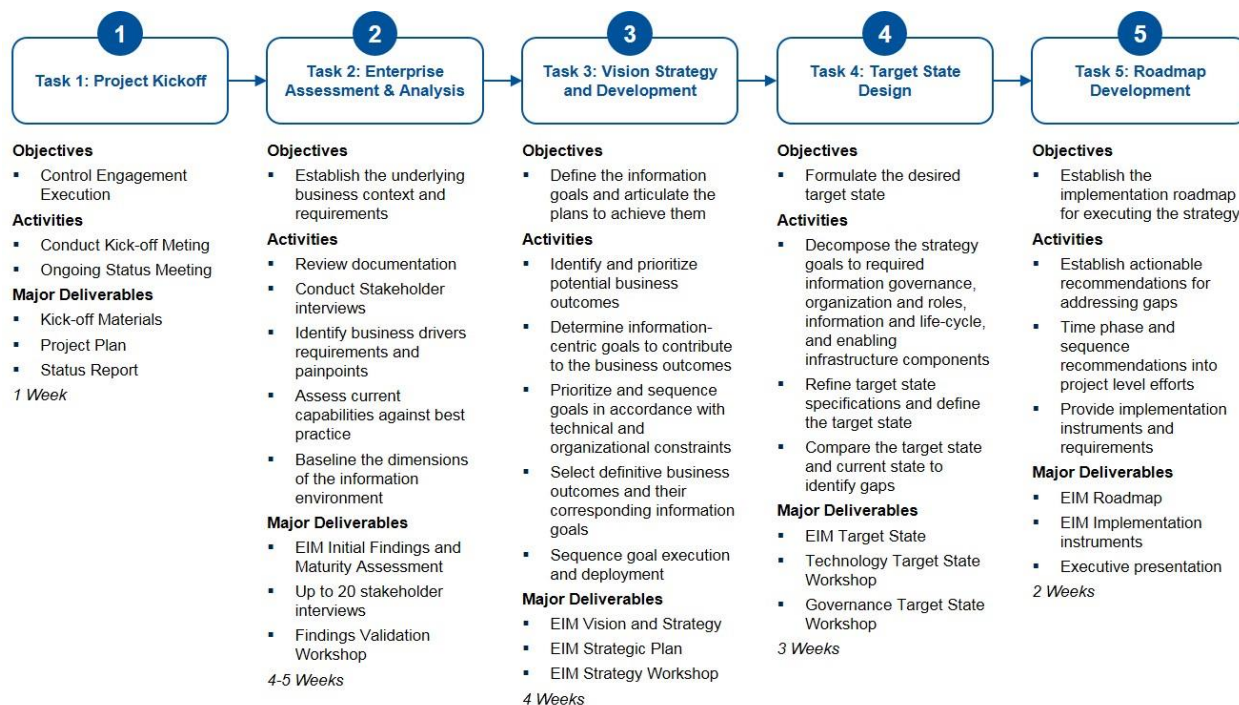 1
Task 1: Project Kickoff
Objectives
▪ Control Engagement
Execution
Activities
▪ Conduct Kick-off Meting
▪ Ongoing Status Meeting
Major Deliverables
▪ Kick-off Materials
▪ Project Plan
▪ Status Report
1 Week
2
Task 2: Enterprise
Assessment & Analysis
Objectives
▪ Establish the underlying
business context and
requirements
Activities
▪ Review documentation
▪ Conduct Stakeholder
interviews
▪ Identify business drivers
requirements and
painpoints
▪ Assess current
capabilities against best
practice
▪ Baseline the dimensions
of the information
environment
Major Deliverables
▪ EIM Initial Findings and
Maturity Assessment
▪ Up to 20 stakeholder
interviews
▪ Findings Validation
Workshop
4-5 Weeks
3
Task 3: Vision Strategy
and Development
Objectives
▪ Define the information
goals and articulate the
plans to achieve them
Activities
▪ Identify and prioritize
potential business
outcomes
▪ Determine information-
centric goals to contribute
to the business outcomes
▪ Prioritize and sequence
goals in accordance with
technical and
organizational constraints
▪ Select definitive business
outcomes and their
corresponding information
goals
▪ Sequence goal execution
and deployment
Major Deliverables
▪ EIM Vision and Strategy
▪ EIM Strategic Plan
▪ EIM Strategy Workshop
4 Weeks
4
Task 4: Target State
Design
Objectives
▪ Formulate the desired
target state
Activities
▪ Decompose the strategy
goals to required
information governance,
organization and roles,
information and life-cycle,
and enabling
infrastructure components
▪ Refine target state
specifications and define
the target state
▪ Compare the target state
and current state to
identify gaps
Major Deliverables
▪ EIM Target State
▪ Technology Target State
Workshop
▪ Governance Target State
Workshop
3 Weeks
5
Task 5: Roadmap
Development
Objectives
▪ Establish the
implementation roadmap
for executing the strategy
Activities
▪ Establish actionable
recommendations for
addressing gaps
▪ Time phase and
sequence
recommendations into
project level efforts
▪ Provide implementation
instruments and
requirements
Major Deliverables
▪ EIM Roadmap
▪ EIM Implementation
instruments
▪ Executive presentation
2 Weeks